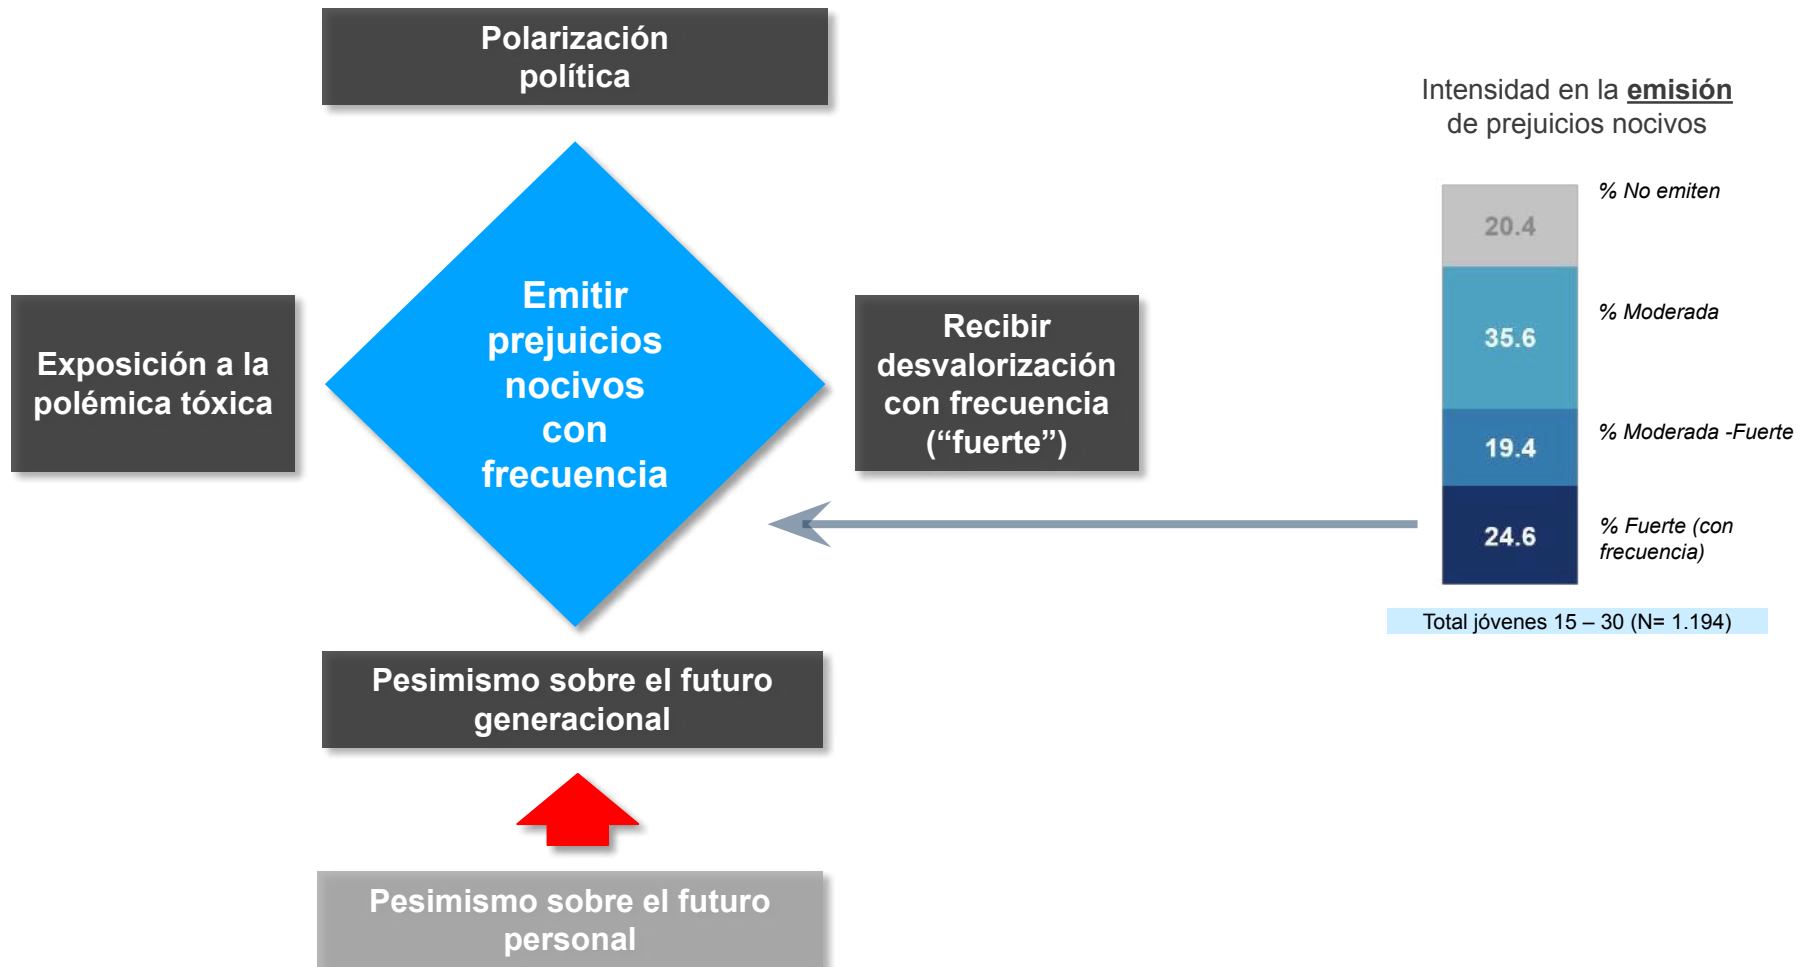 Polarización
política
Intensidad en la emisión
de prejuicios nocivos
% No emiten
20.4
Emitir
prejuicios
nocivos
con
frecuencia
Exposición a la
polémica tóxica
Recibir
desvalorización
con frecuencia
(“fuerte”)
% Moderada
35.6
% Moderada -Fuerte
19.4
% Fuerte (con
frecuencia)
24.6
Total jóvenes 15 – 30 (N= 1.194)
Pesimismo sobre el futuro
generacional
Pesimismo sobre el futuro
personal